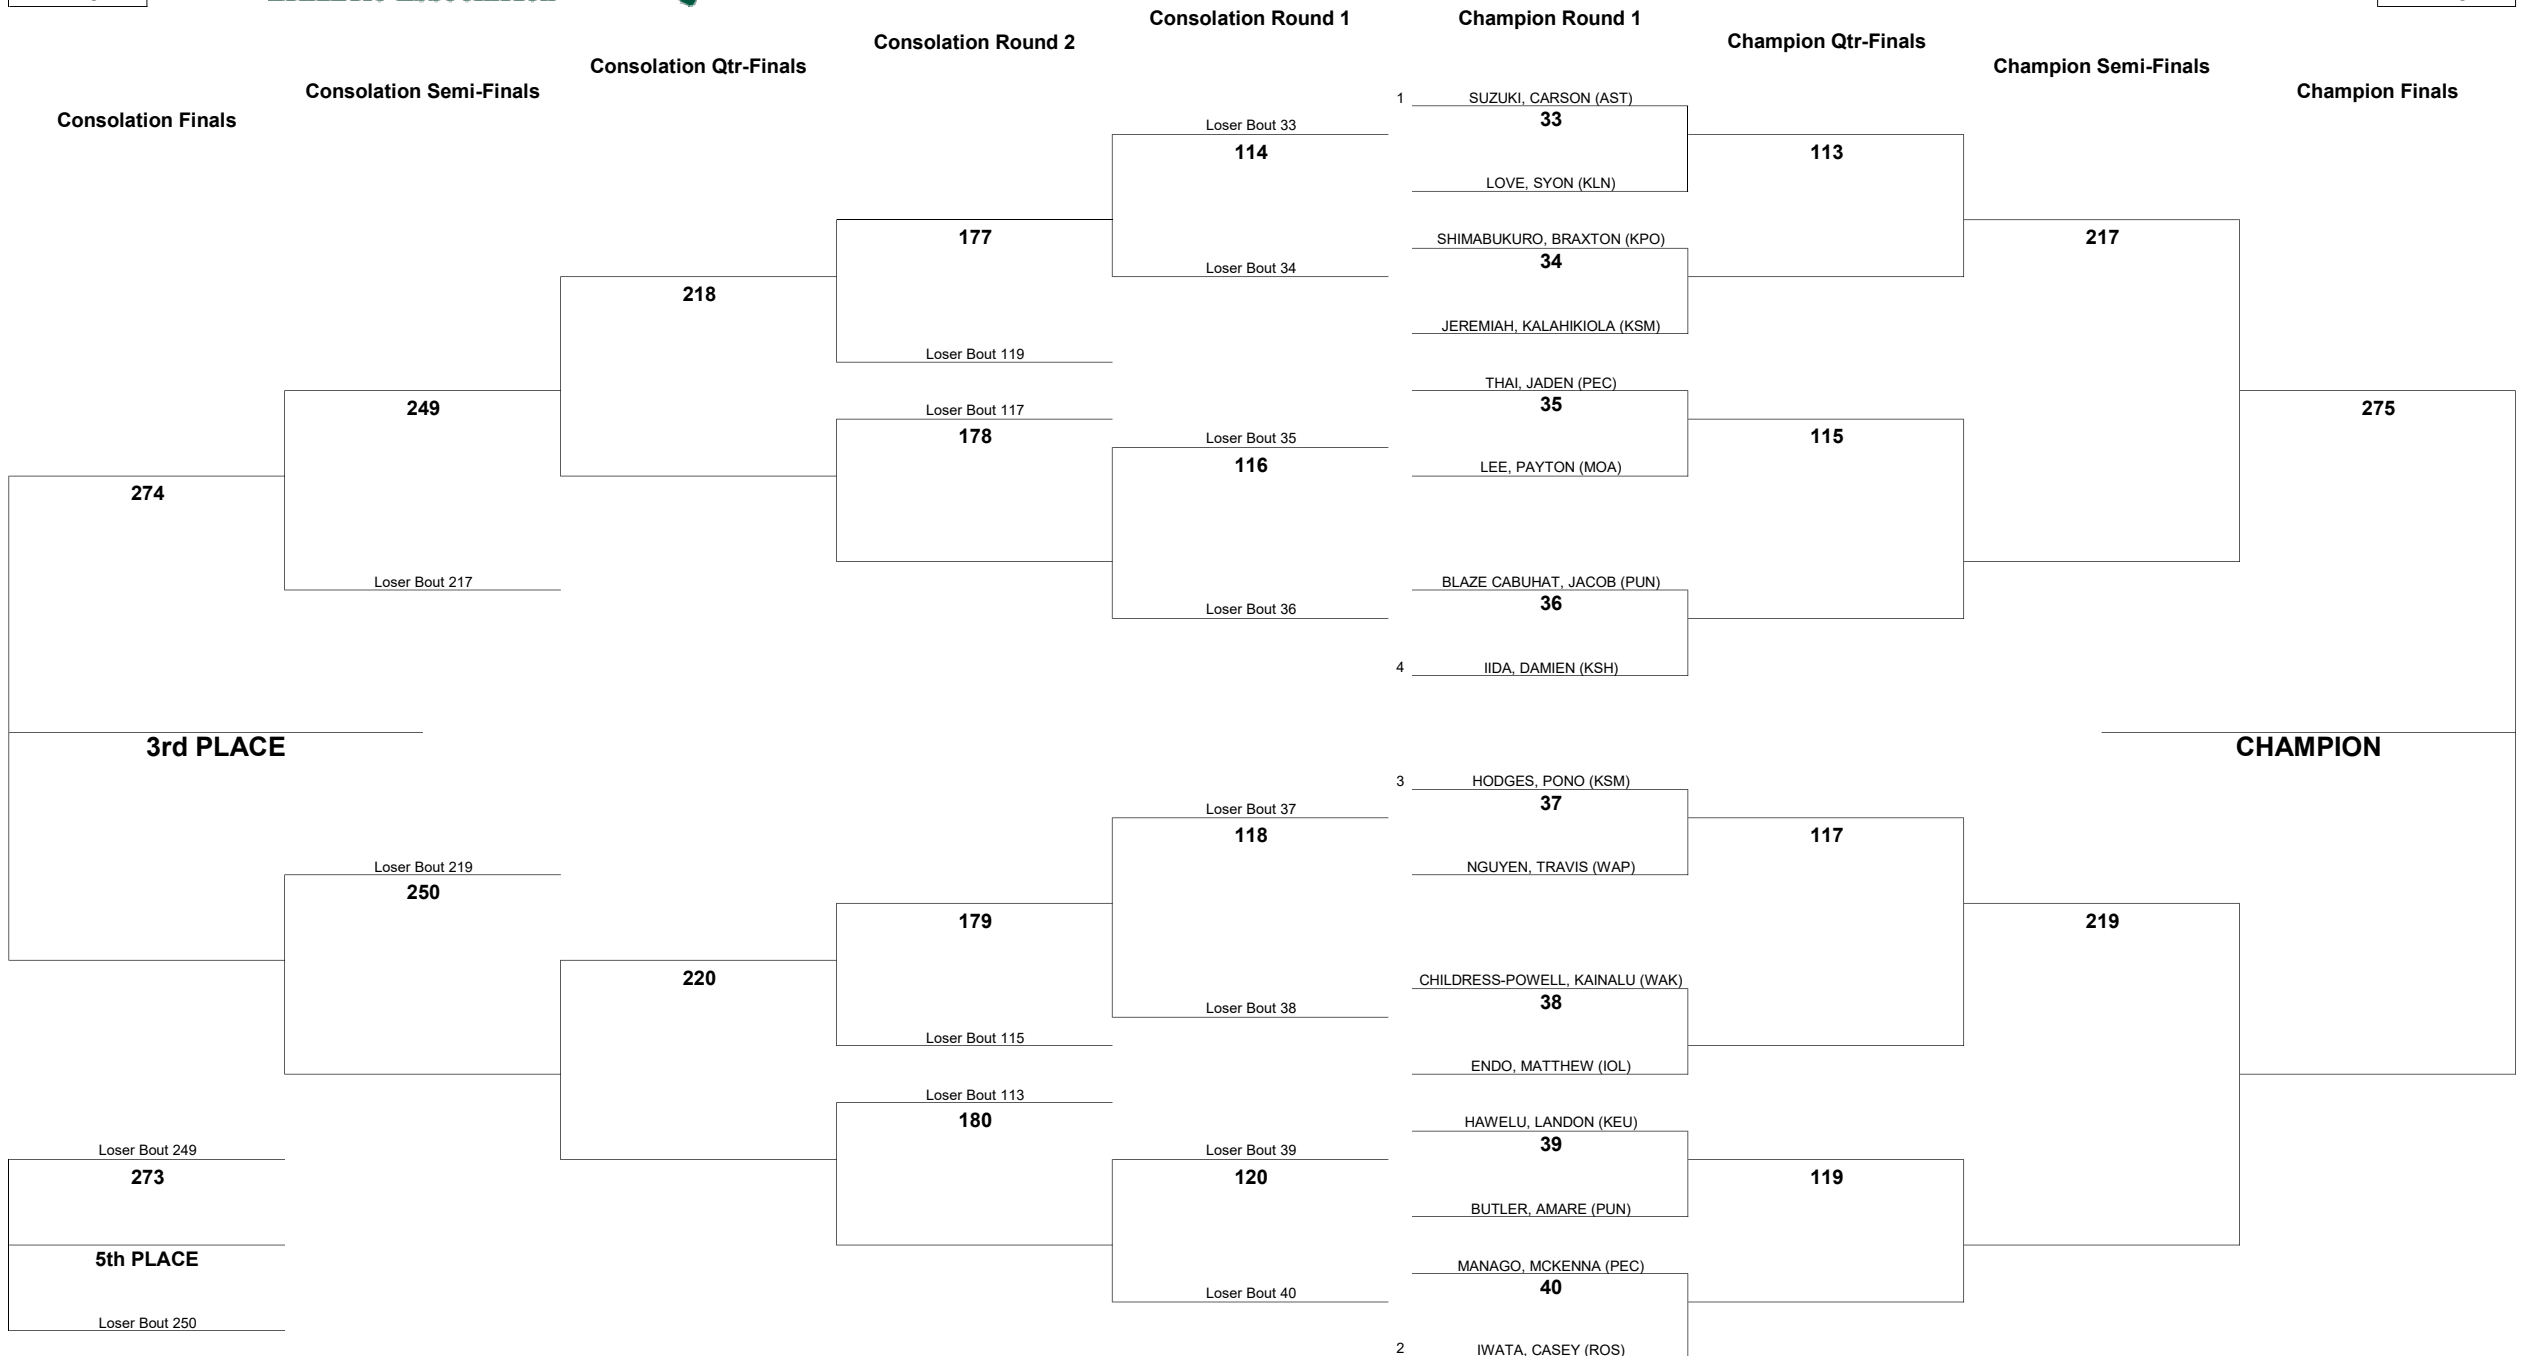 Consolation Round 1
Champion Round 1
Consolation Round 2
Champion Qtr-Finals
Consolation Qtr-Finals
Champion Semi-Finals
Consolation Semi-Finals
Champion Finals
Consolation Finals
1 SUZUKI, CARSON (AST)
33
Loser Bout 33
114
113
LOVE, SYON (KLN)
177
SHIMABUKURO, BRAXTON (KPO)
217
34
Loser Bout 34
218
JEREMIAH, KALAHIKIOLA (KSM)
Loser Bout 119
THAI, JADEN (PEC)
249
Loser Bout 117
35
275
178
Loser Bout 35
115
116
LEE, PAYTON (MOA)
274
Loser Bout 217
BLAZE CABUHAT, JACOB (PUN)
36
Loser Bout 36
4 IIDA, DAMIEN (KSH)
3rd PLACE
CHAMPION
3 HODGES, PONO (KSM)
37
Loser Bout 37
118
117
Loser Bout 219
NGUYEN, TRAVIS (WAP)
250
179
219
220
CHILDRESS-POWELL, KAINALU (WAK)
38
Loser Bout 38
Loser Bout 115
ENDO, MATTHEW (IOL)
Loser Bout 113
180
HAWELU, LANDON (KEU)
39
Loser Bout 249
Loser Bout 39
273
120
119
BUTLER, AMARE (PUN)
5th PLACE
MANAGO, MCKENNA (PEC)
40
Loser Bout 40
Loser Bout 250
2 IWATA, CASEY (ROS)